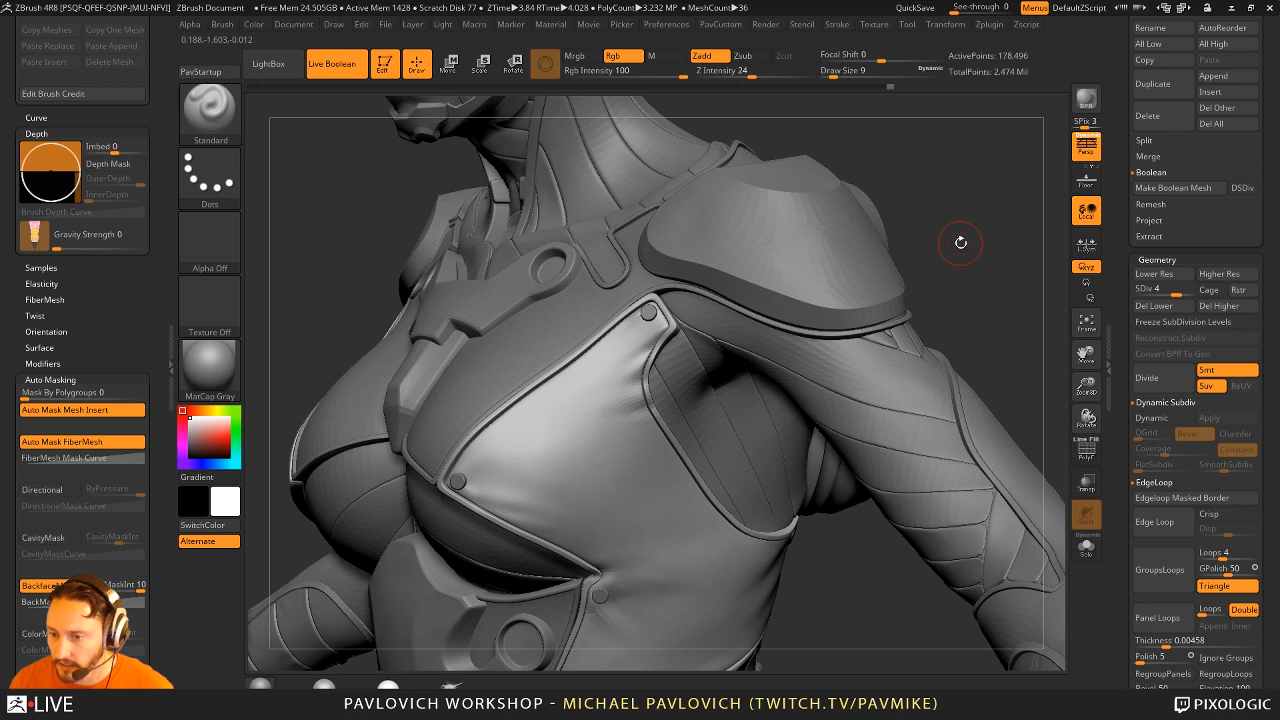 ZBrush 4R8 [PSQF-QFEF-QSNP-JMUI-NVFI] ZBrush Document • Free Mem 24.505GB • Active Mem 1428 • Scratch Disk 77 • ZTime▶3.84 RTime▶4.028 • PolyCount▶3.232 MP • MeshCount▶36 QuickSave See-through 0 Menus DefaultZScript
Alpha Brush Color Document Draw Edit File Layer Light Macro Marker Material Movie Picker Preferences PavCustom Render Stencil Stroke Texture Tool Transform Zplugin Zscript
0.188,-1.603,-0.012
Copy Meshes Copy One Mesh
Paste Replace Paste Append
Paste Insert Delete Mesh
Edit Brush Credit
Curve
Depth
Imbed 0
Depth Mask
OuterDepth
InnerDepth
Brush Depth Curve
Gravity Strength 0
Samples
Elasticity
FiberMesh
Twist
Orientation
Surface
Modifiers
Auto Masking
Mask By Polygroups 0
Auto Mask Mesh Insert
Auto Mask FiberMesh
FiberMesh Mask Curve
Directional ByPressure
DirectionalMask Curve
CavityMask CavityMaskInt
CavityMaskCurve
Backface MaskInt 10
BackMa
ColorM
PavStartup
Standard
Dots
Alpha Off
Texture Off
MatCap Gray
Gradient
SwitchColor
Alternate
LightBox
Live Boolean
Edit
Draw
Move
Scale
Rotate
Mrgb Rgb M
Rgb Intensity 100
Zadd Zsub Zcut
Z Intensity 24
Focal Shift 0
Draw Size 9 Dynamic
ActivePoints: 178,496
TotalPoints: 2.474 Mil
BPR
SPix 3
Dynamic
Persp
Floor
Local
L.Sym
XYZ
Frame
Move
Zoom3D
Rotate
Line Fill
PolyF
Transp
Ghost
Dynamic
Solo
Rename AutoReorder
All Low All High
Copy Paste
Duplicate Append
Insert
Delete Del Other
Del All
Split
Merge
Boolean
Make Boolean Mesh DSDiv
Remesh
Project
Extract
Geometry
Lower Res Higher Res
SDiv 4 Cage Rstr
Del Lower Del Higher
Freeze SubDivision Levels
Reconstruct Subdiv
Convert BPR To Geo
Divide Smt
Suv ReUV
Dynamic Subdiv
Dynamic Apply
QGrid Bevel Chamfer
Coverage Constant
FlatSubdiv SmoothSubdiv
EdgeLoop
Edgeloop Masked Border
Edge Loop Crisp
Disp
GroupsLoops Loops 4
GPolish 50
Triangle
Panel Loops Loops Double
Append Inner
Thickness 0.00458
Polish 5 Ignore Groups
RegroupPanels RegroupLoops
Bevel 50 Elevation 100
LIVE
PAVLOVICH WORKSHOP - MICHAEL PAVLOVICH (TWITCH.TV/PAVMIKE)
PIXOLOGIC